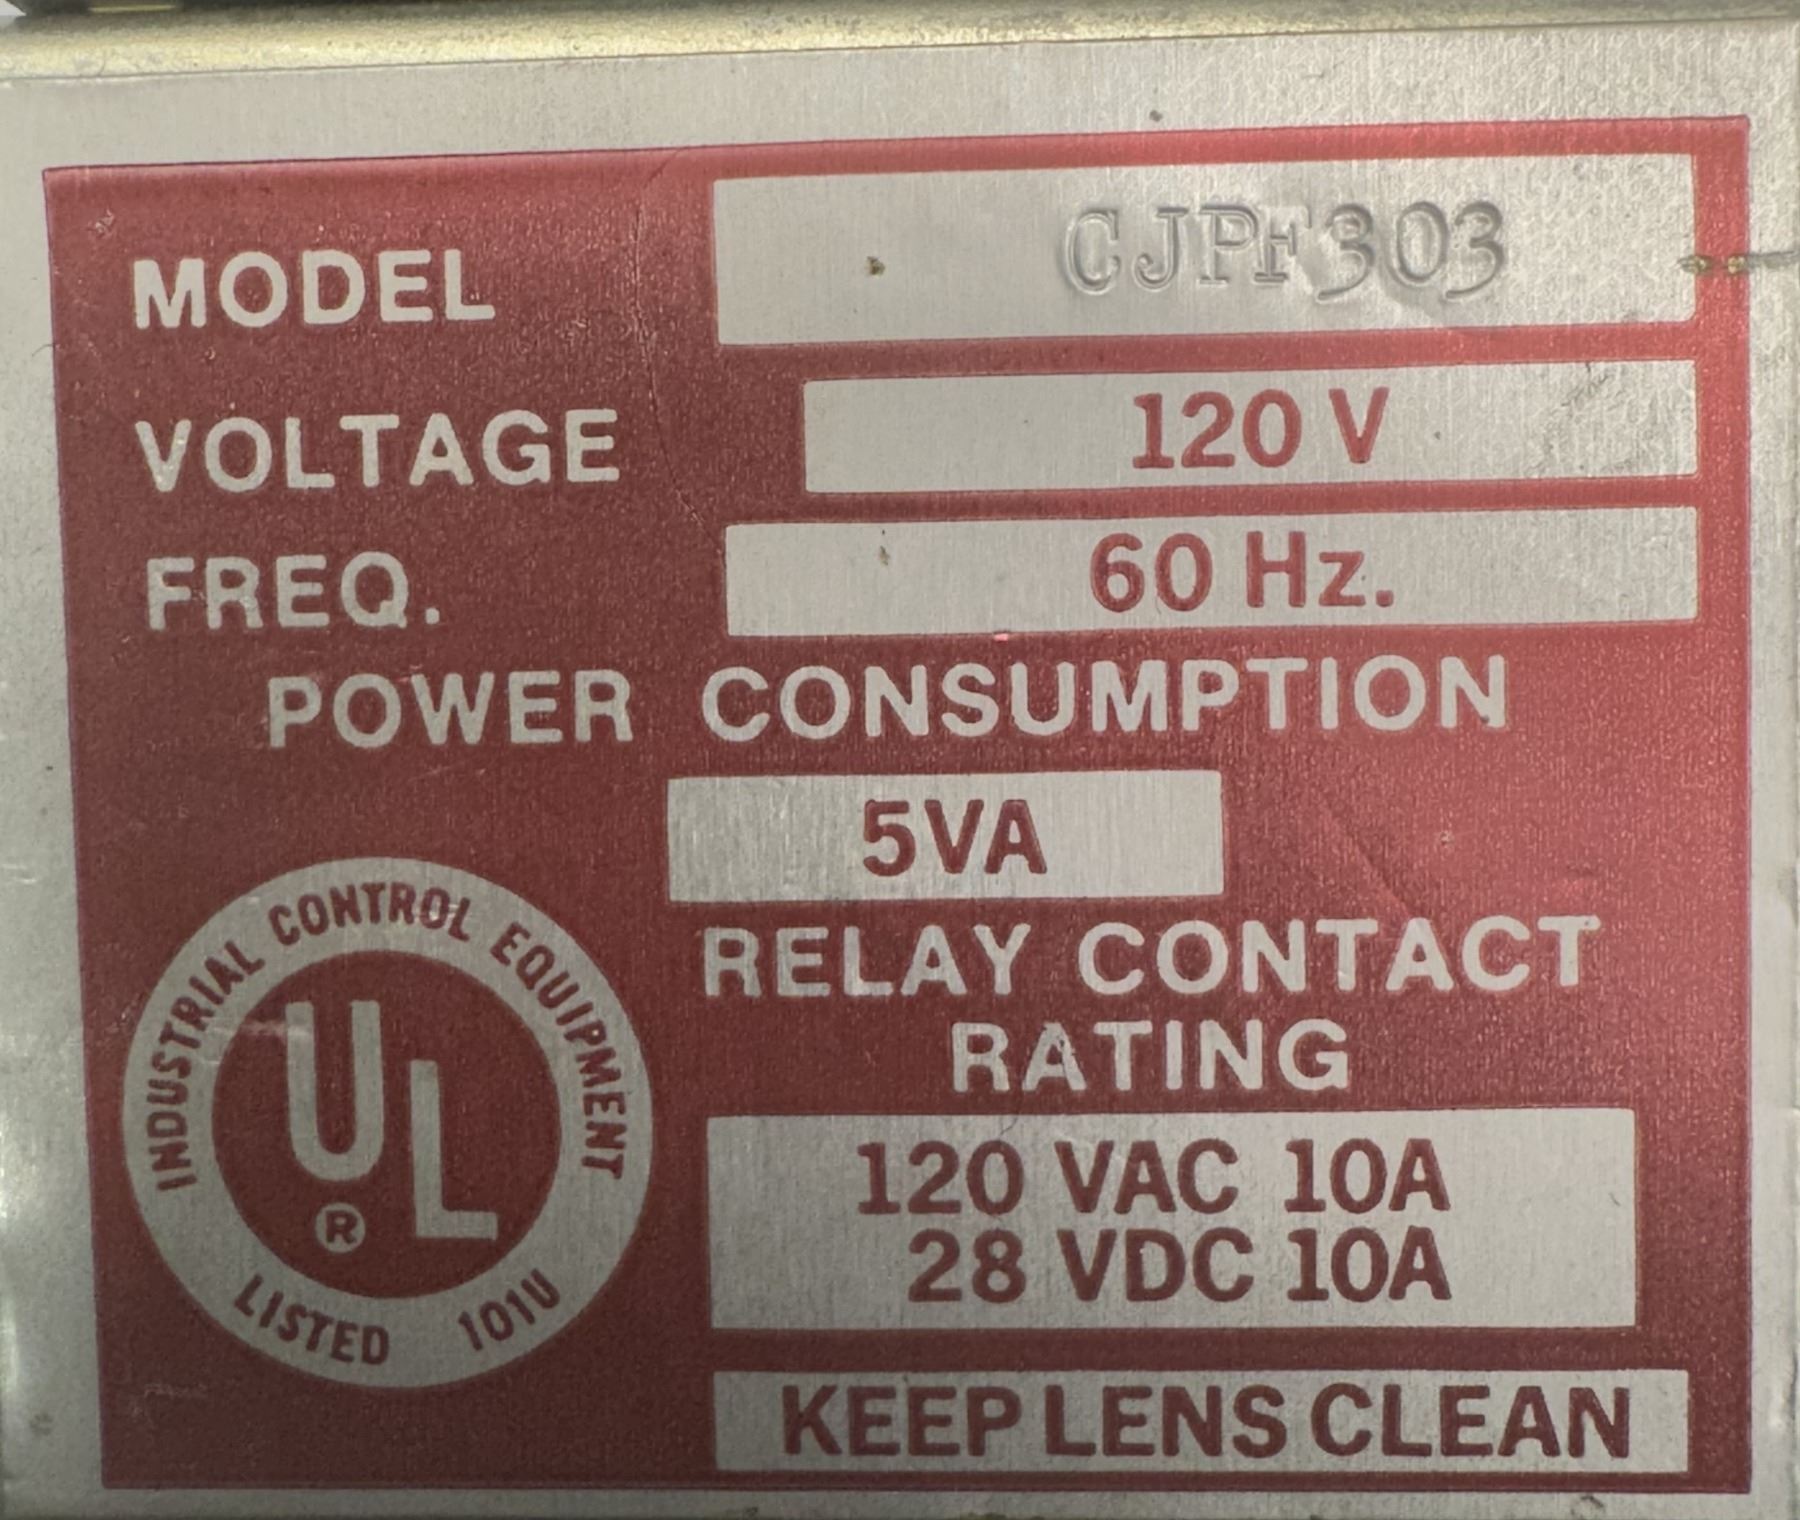 MODEL CJPF303
VOLTAGE 120 V
FREQ. 60 Hz.
POWER CONSUMPTION
5VA
RELAY CONTACT
RATING
120 VAC 10A
28 VDC 10A
KEEP LENS CLEAN
INDUSTRIAL CONTROL EQUIPMENT
UL
®
LISTED 101U